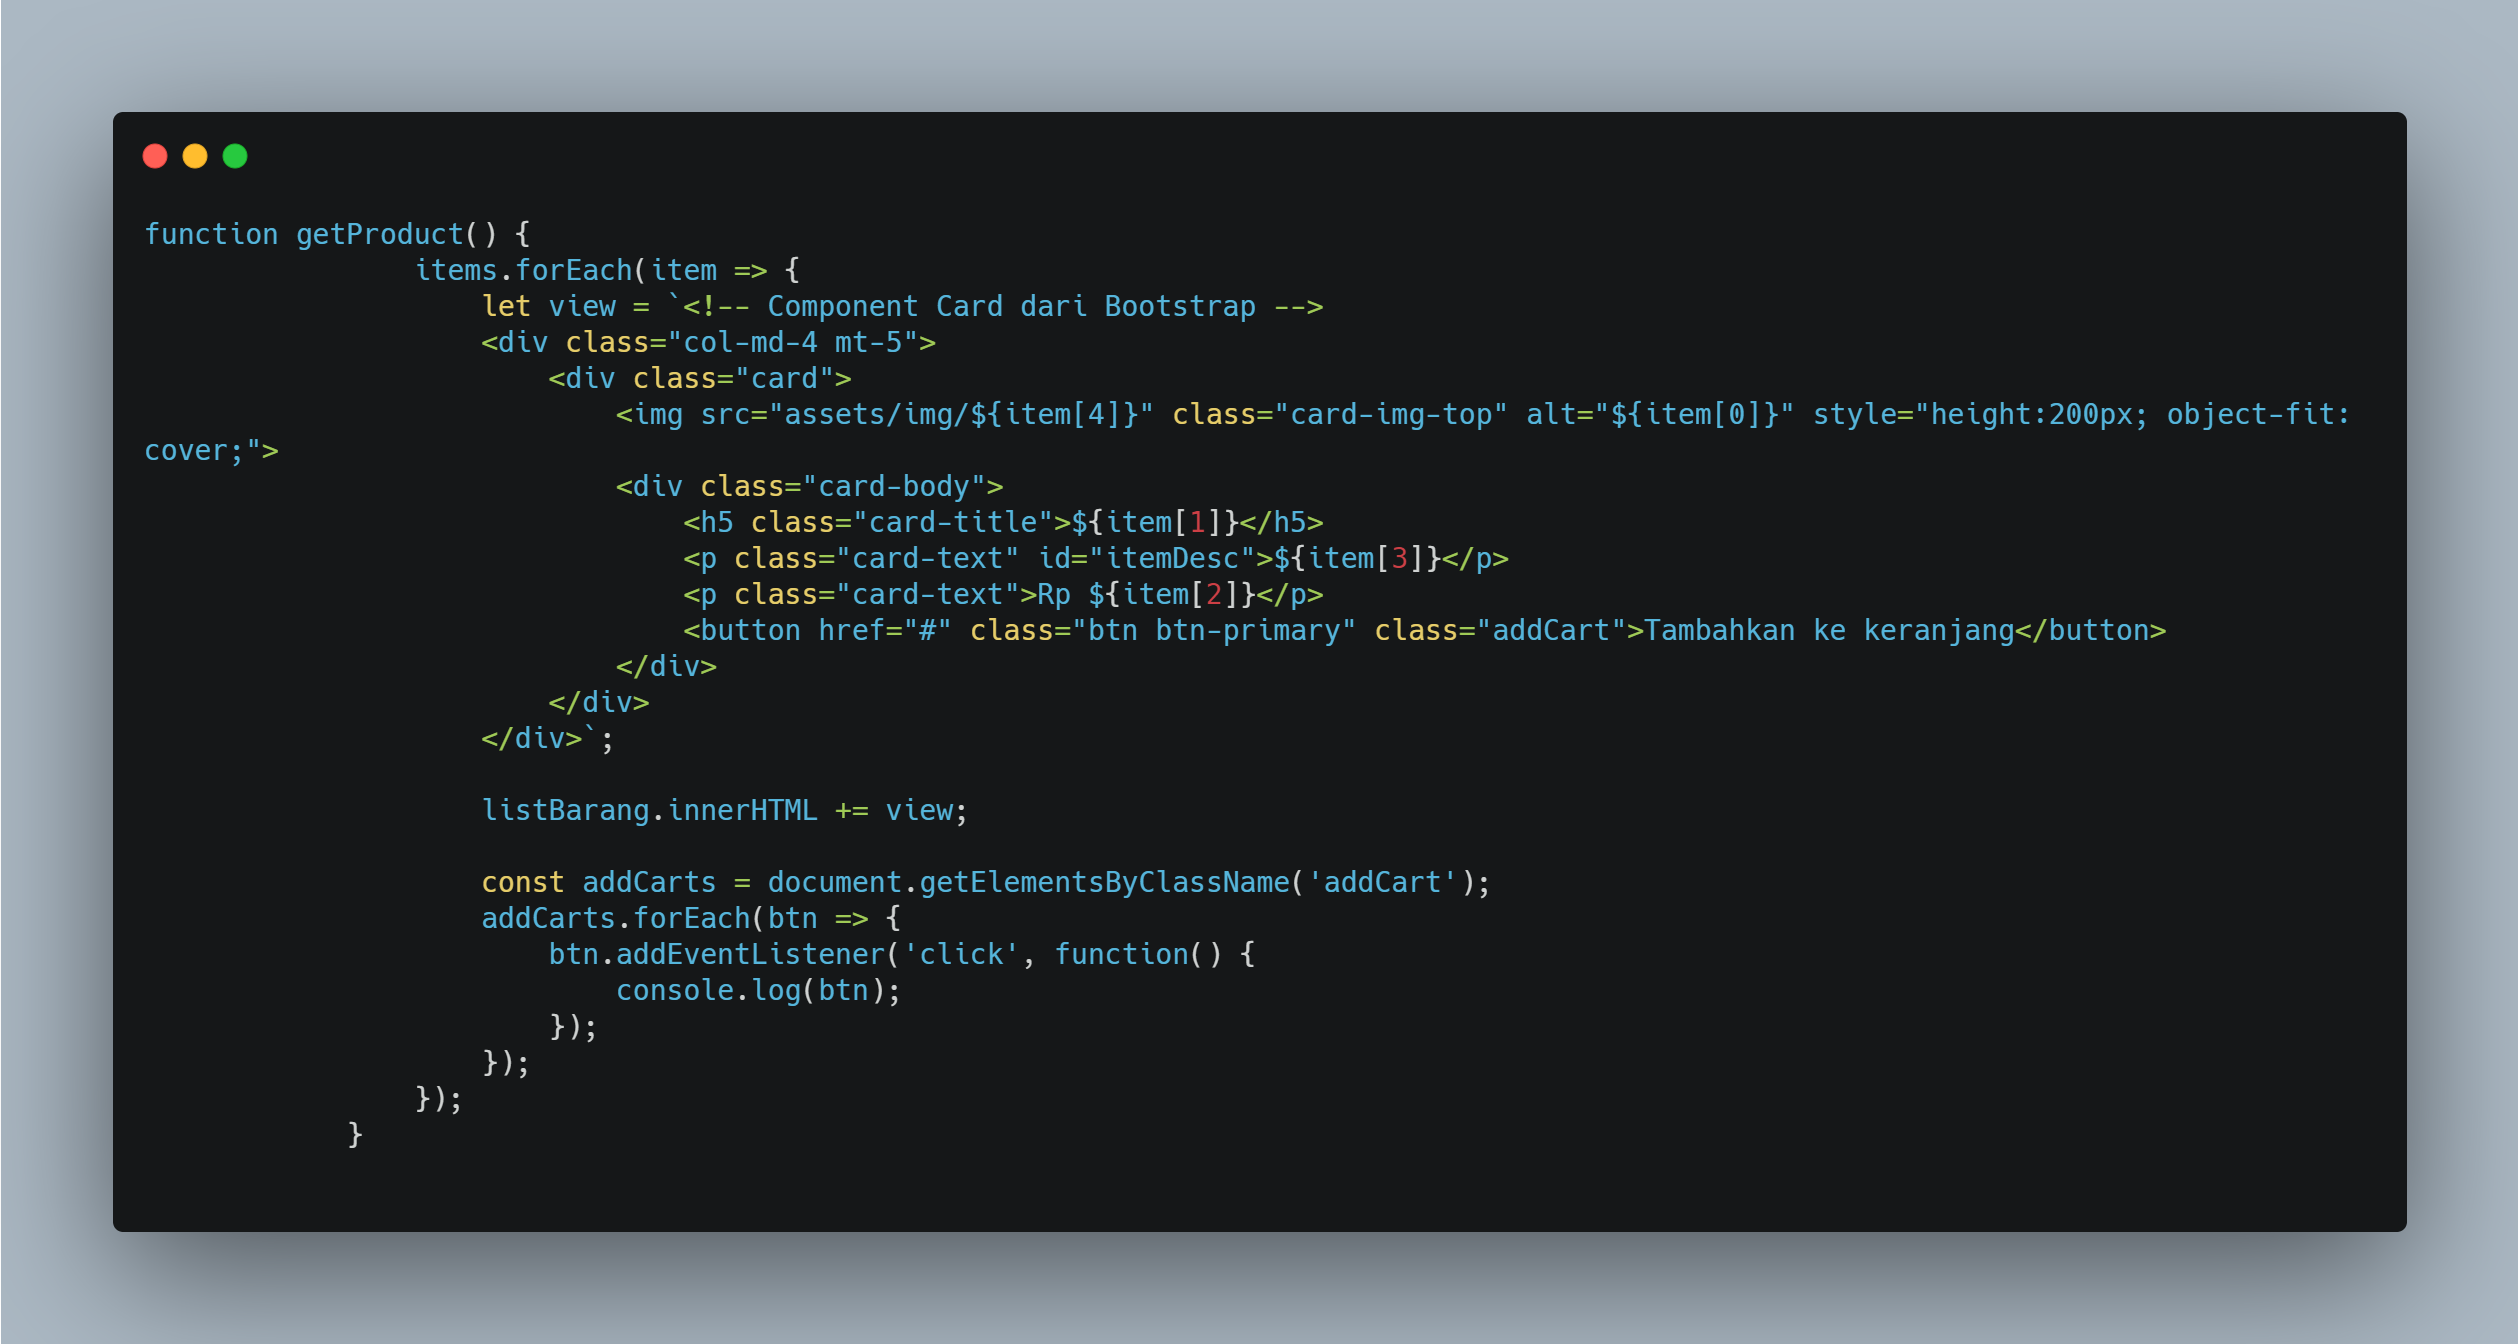 function getProduct() {
                items.forEach(item => {
                    let view = `<!-- Component Card dari Bootstrap -->
                    <div class="col-md-4 mt-5">
                        <div class="card">
                            <img src="assets/img/${item[4]}" class="card-img-top" alt="${item[0]}" style="height:200px; object-fit:
cover;">
                            <div class="card-body">
                                <h5 class="card-title">${item[1]}</h5>
                                <p class="card-text" id="itemDesc">${item[3]}</p>
                                <p class="card-text">Rp ${item[2]}</p>
                                <button href="#" class="btn btn-primary" class="addCart">Tambahkan ke keranjang</button>
                            </div>
                        </div>
                    </div>`;

                    listBarang.innerHTML += view;

                    const addCarts = document.getElementsByClassName('addCart');
                    addCarts.forEach(btn => {
                        btn.addEventListener('click', function() {
                            console.log(btn);
                        });
                    });
                });
            }